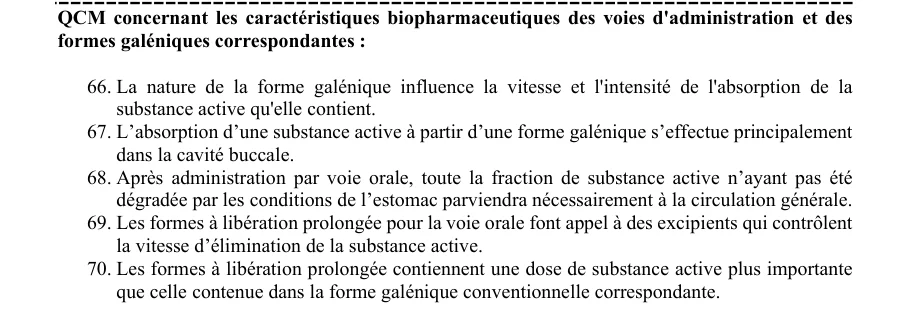 QCM concernant les caractéristiques biopharmaceutiques des voies d'administration et des
formes galéniques correspondantes :
66. La nature de la forme galénique influence la vitesse et l'intensité de l'absorption de la
substance active qu'elle contient.
67. L’absorption d’une substance active à partir d’une forme galénique s’effectue principalement
dans la cavité buccale.
68. Après administration par voie orale, toute la fraction de substance active n’ayant pas été
dégradée par les conditions de l’estomac parviendra nécessairement à la circulation générale.
69. Les formes à libération prolongée pour la voie orale font appel à des excipients qui contrôlent
la vitesse d’élimination de la substance active.
70. Les formes à libération prolongée contiennent une dose de substance active plus importante
que celle contenue dans la forme galénique conventionnelle correspondante.